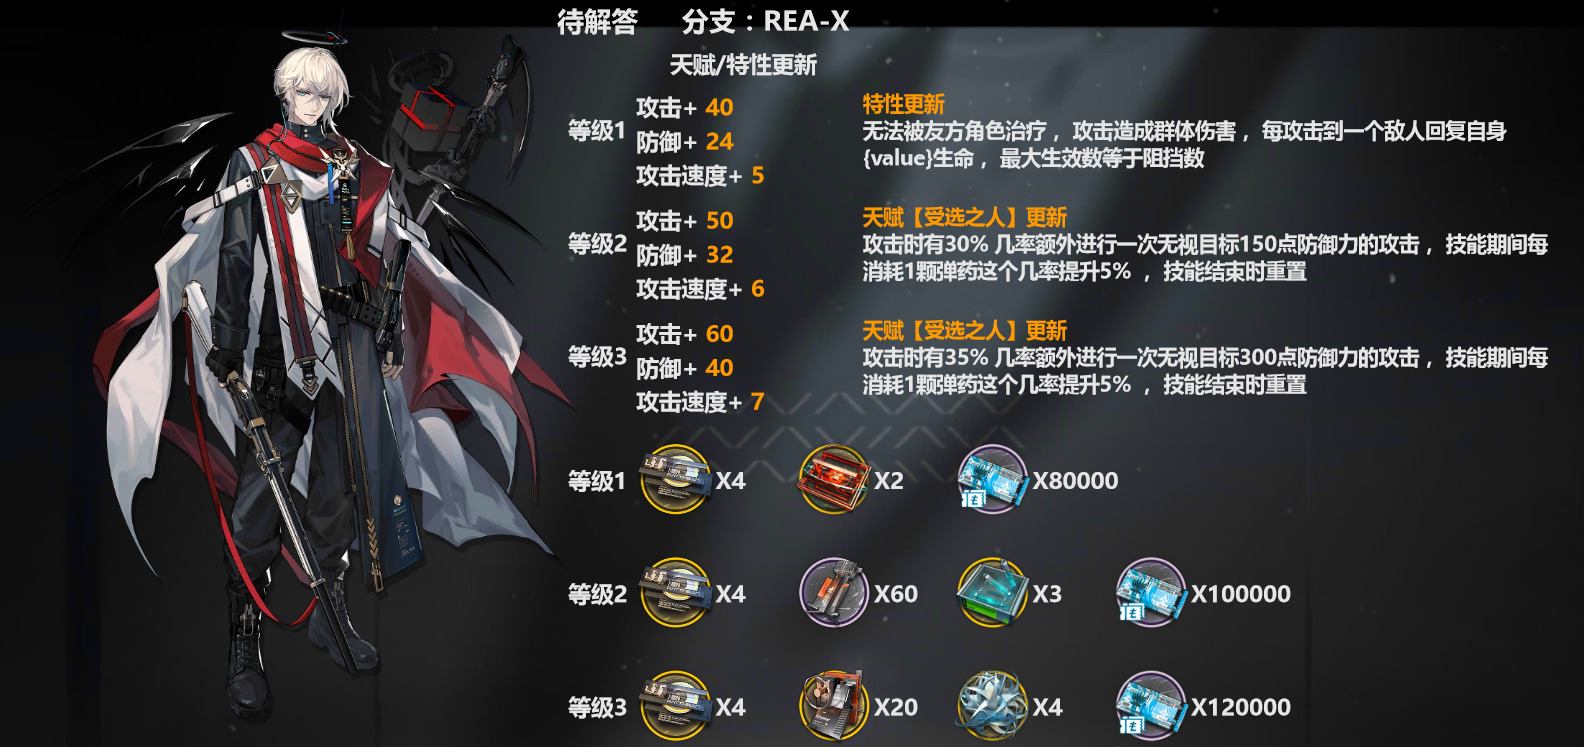 待解答 分支：REA-X
天赋/特性更新
等级1
攻击+ 40
防御+ 24
攻击速度+ 5
特性更新
无法被友方角色治疗，攻击造成群体伤害，每攻击到一个敌人回复自身
{value}生命，最大生效数等于阻挡数
等级2
攻击+ 50
防御+ 32
攻击速度+ 6
天赋【受选之人】更新
攻击时有30% 几率额外进行一次无视目标150点防御力的攻击，技能期间每
消耗1颗弹药这个几率提升5% ，技能结束时重置
等级3
攻击+ 60
防御+ 40
攻击速度+ 7
天赋【受选之人】更新
攻击时有35% 几率额外进行一次无视目标300点防御力的攻击，技能期间每
消耗1颗弹药这个几率提升5% ，技能结束时重置
等级1 X4 X2 X80000
等级2 X4 X60 X3 X100000
等级3 X4 X20 X4 X120000